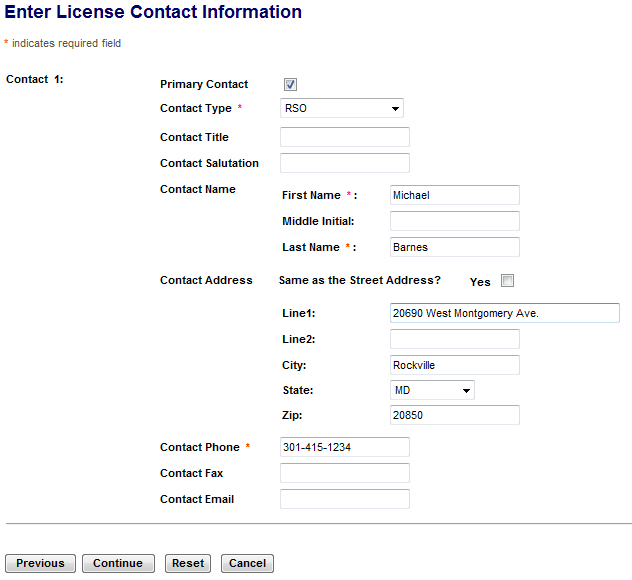 Enter License Contact Information
* indicates required field
Contact 1:
Primary Contact
Contact Type * RSO
Contact Title
Contact Salutation
Contact Name
First Name * : Michael
Middle Initial:
Last Name * : Barnes
Contact Address Same as the Street Address? Yes
Line1: 20690 West Montgomery Ave.
Line2:
City: Rockville
State: MD
Zip: 20850
Contact Phone * 301-415-1234
Contact Fax
Contact Email
Previous Continue Reset Cancel